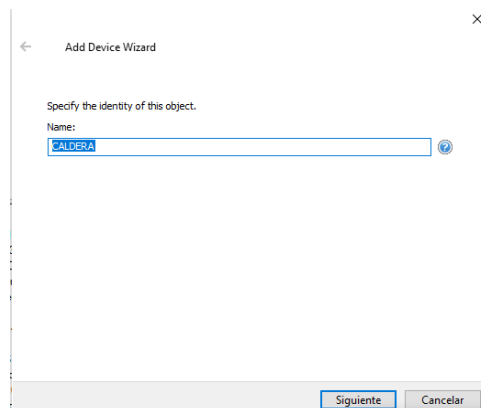 Add Device Wizard
Specify the identity of this object.
Name:
CALDERA
Siguiente Cancelar